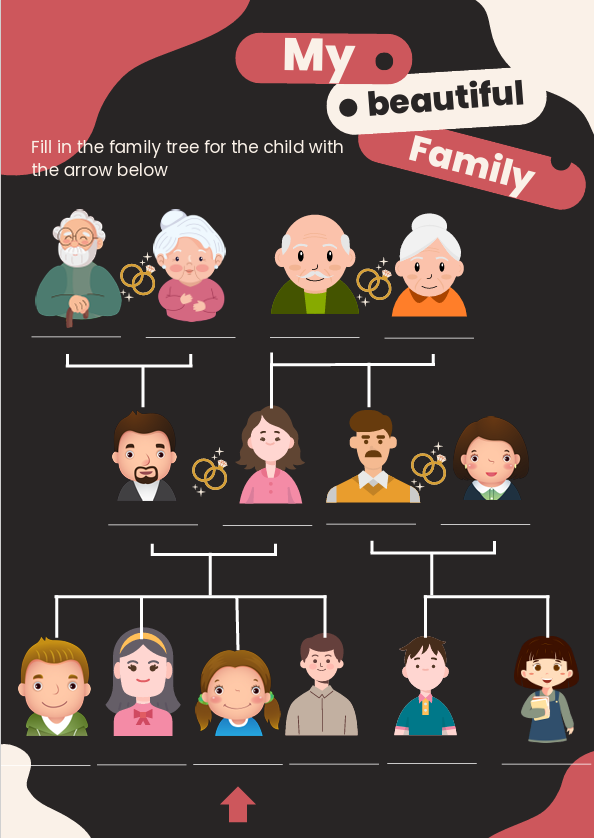 My
beautiful
Family
Fill in the family tree for the child with
the arrow below